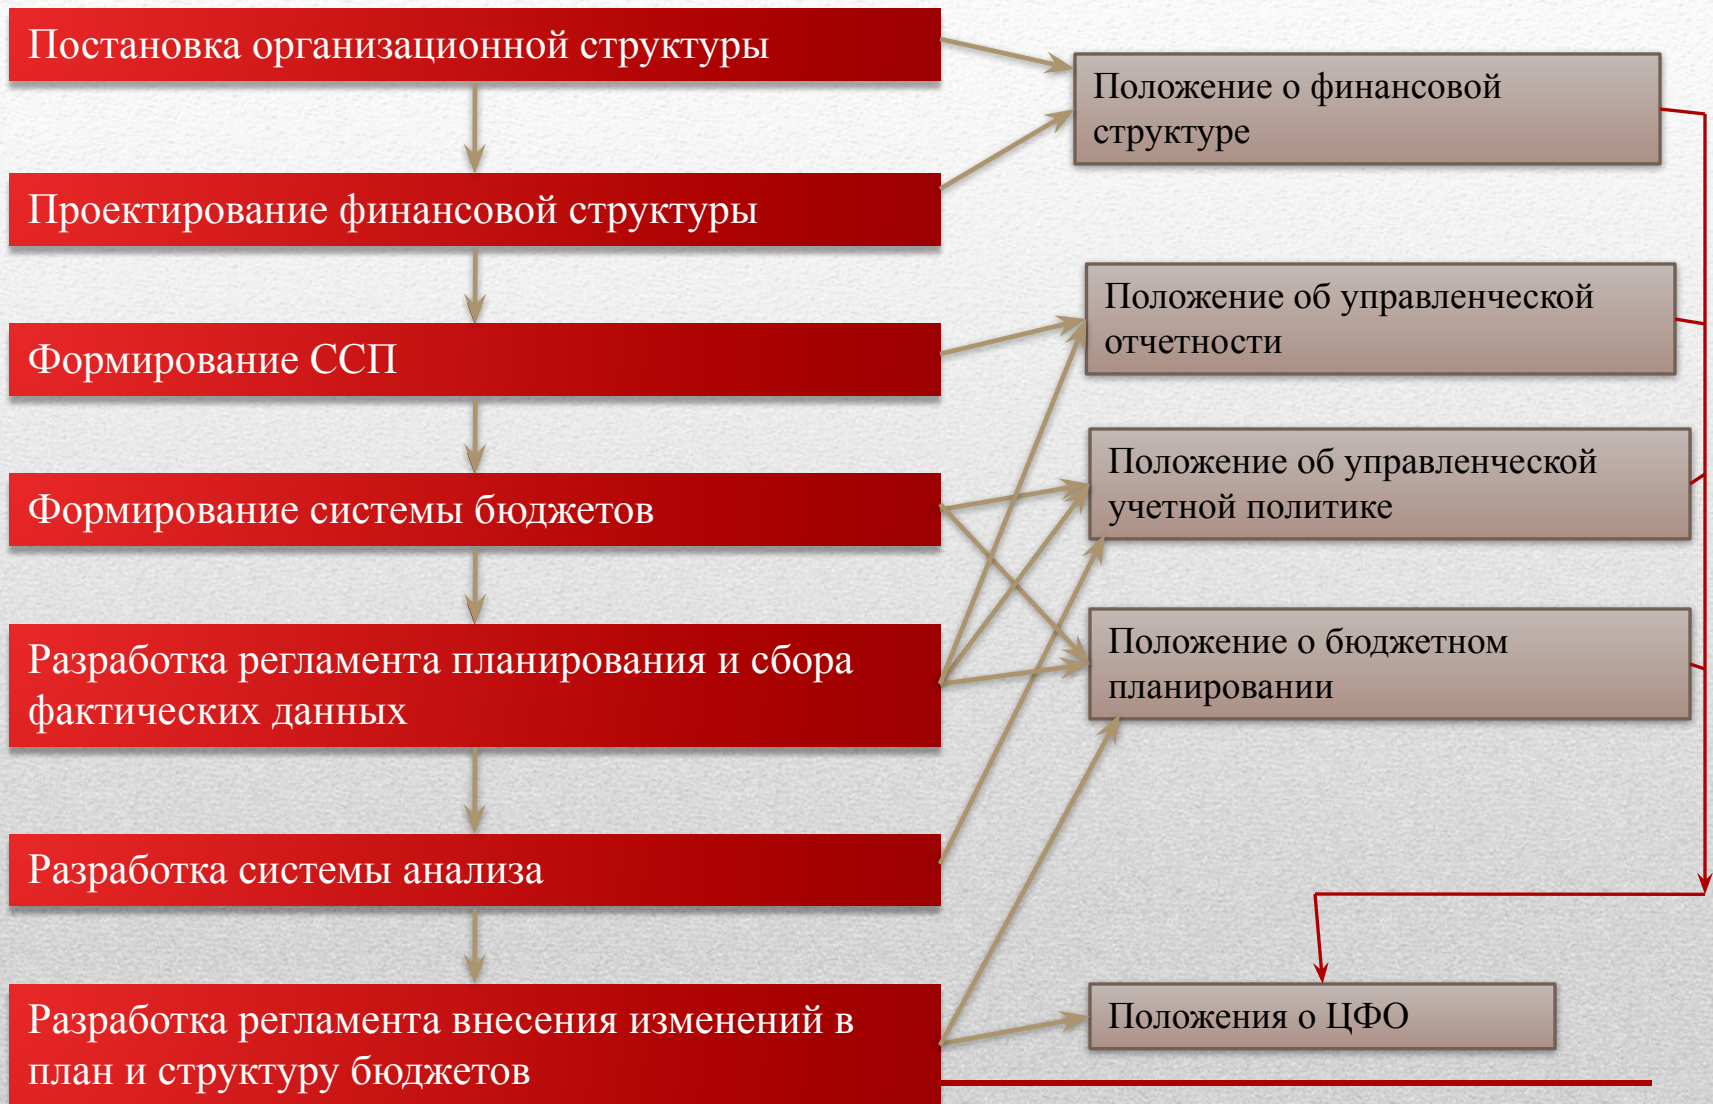 Постановка организационной структуры
Проектирование финансовой структуры
Формирование ССП
Формирование системы бюджетов
Разработка регламента планирования и сбора
фактических данных
Разработка системы анализа
Разработка регламента внесения изменений в
план и структуру бюджетов
Положение о финансовой
структуре
Положение об управленческой
отчетности
Положение об управленческой
учетной политике
Положение о бюджетном
планировании
Положения о ЦФО